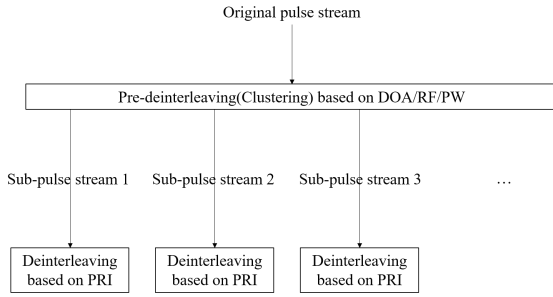 Original pulse stream
Pre-deinterleaving(Clustering) based on DOA/RF/PW
Sub-pulse stream 1
Sub-pulse stream 2
Sub-pulse stream 3
…
Deinterleaving
based on PRI
Deinterleaving
based on PRI
Deinterleaving
based on PRI